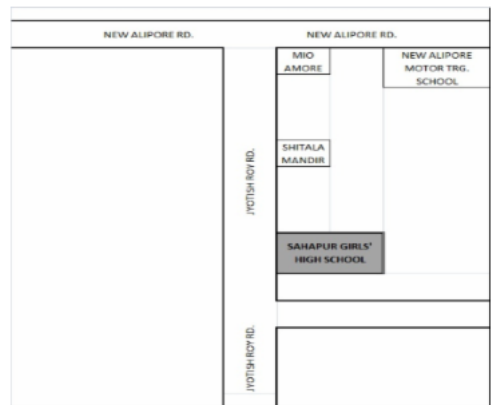 NEW ALIPORE RD.
NEW ALIPORE RD.
MIO
AMORE
NEW ALIPORE
MOTOR TRG.
SCHOOL
SHITALA
MANDIR
JYOTISH ROY RD.
SAHAPUR GIRLS'
HIGH SCHOOL
JYOTISH ROY RD.